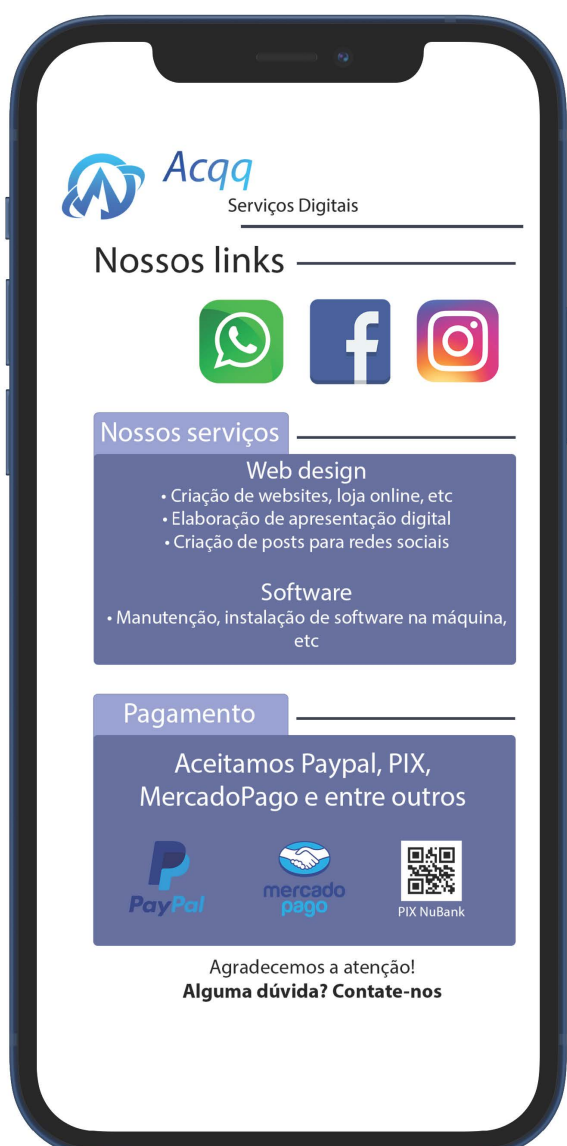 Acqq
Serviços Digitais
Nossos links
Nossos serviços
Web design
• Criação de websites, loja online, etc
• Elaboração de apresentação digital
• Criação de posts para redes sociais
Software
• Manutenção, instalação de software na máquina,
etc
Pagamento
Aceitamos Paypal, PIX,
MercadoPago e entre outros
PayPal
mercado
pago
PIX NuBank
Agradecemos a atenção!
Alguma dúvida? Contate-nos